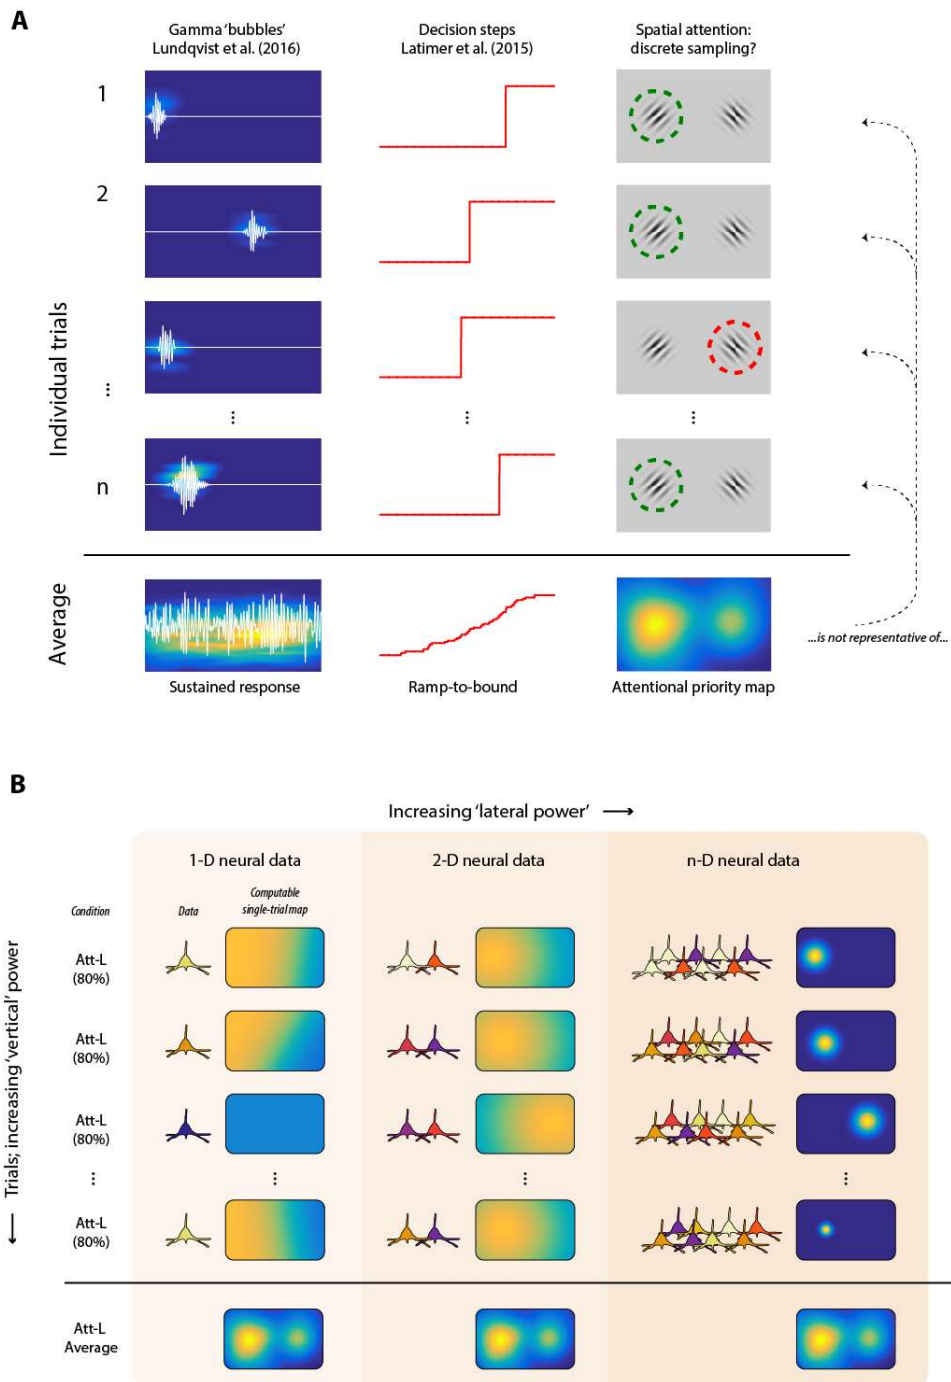 A
Gamma ‘bubbles’
Lundqvist et al. (2016)
Decision steps
Latimer et al. (2015)
Spatial attention:
discrete sampling?
1
2
Individual trials
...
n
...
...
...
Average
...is not representative of...
Sustained response
Ramp-to-bound
Attentional priority map
B
Increasing ‘lateral power’
Trials; increasing ‘vertical’ power
1-D neural data
2-D neural data
n-D neural data
Condition
Data
Computable
single-trial map
Att-L
(80%)
Att-L
(80%)
Att-L
(80%)
...
...
...
...
Att-L
(80%)
Att-L
Average